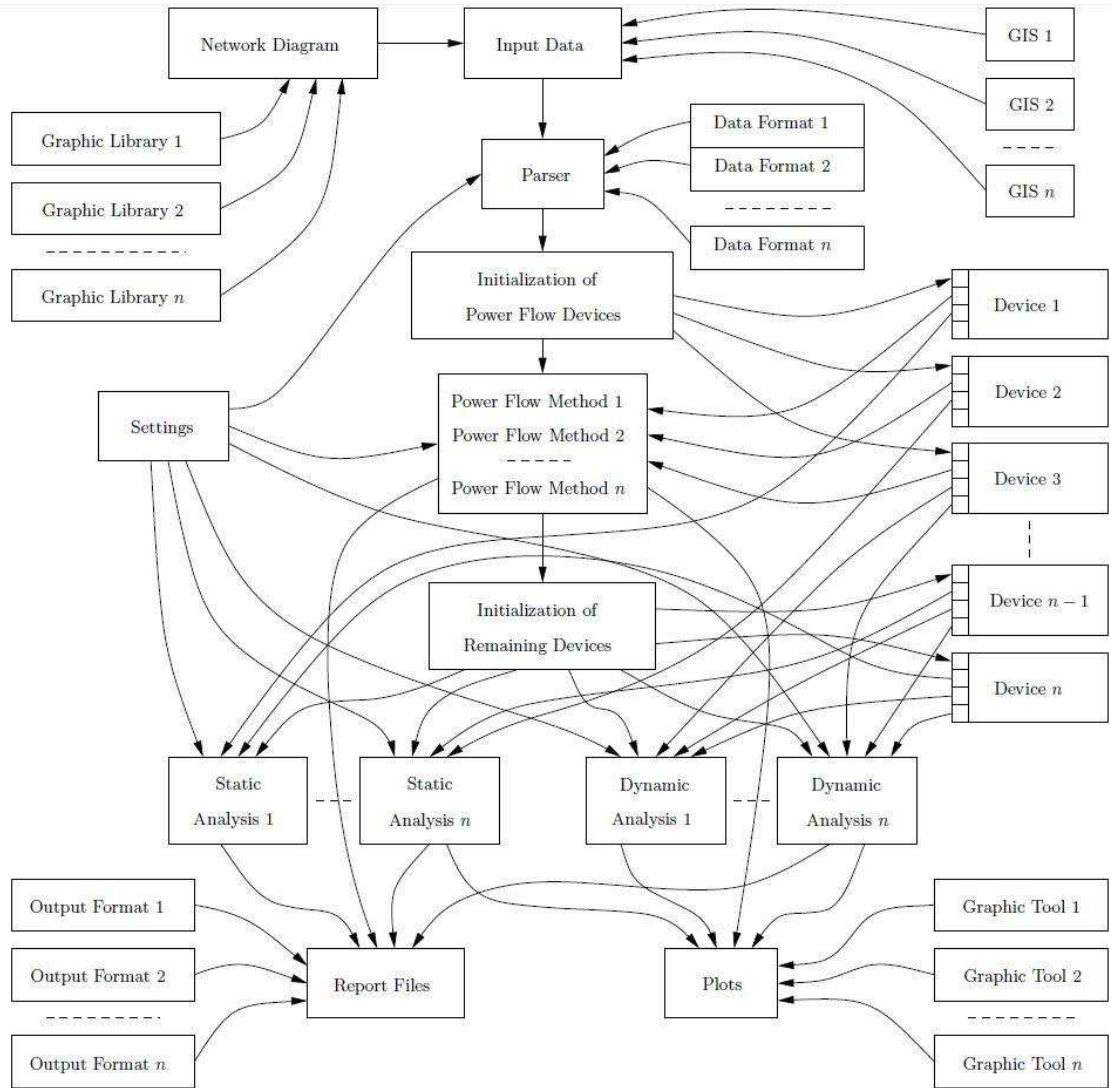 Network Diagram
Input Data
GIS 1
GIS 2
GIS n
Graphic Library 1
Graphic Library 2
Graphic Library n
Data Format 1
Data Format 2
Data Format n
Parser
Initialization of
Power Flow Devices
Device 1
Device 2
Device 3
Device n − 1
Device n
Settings
Power Flow Method 1
Power Flow Method 2
Power Flow Method n
Initialization of
Remaining Devices
Static
Analysis 1
Static
Analysis n
Dynamic
Analysis 1
Dynamic
Analysis n
Output Format 1
Output Format 2
Output Format n
Report Files
Plots
Graphic Tool 1
Graphic Tool 2
Graphic Tool n